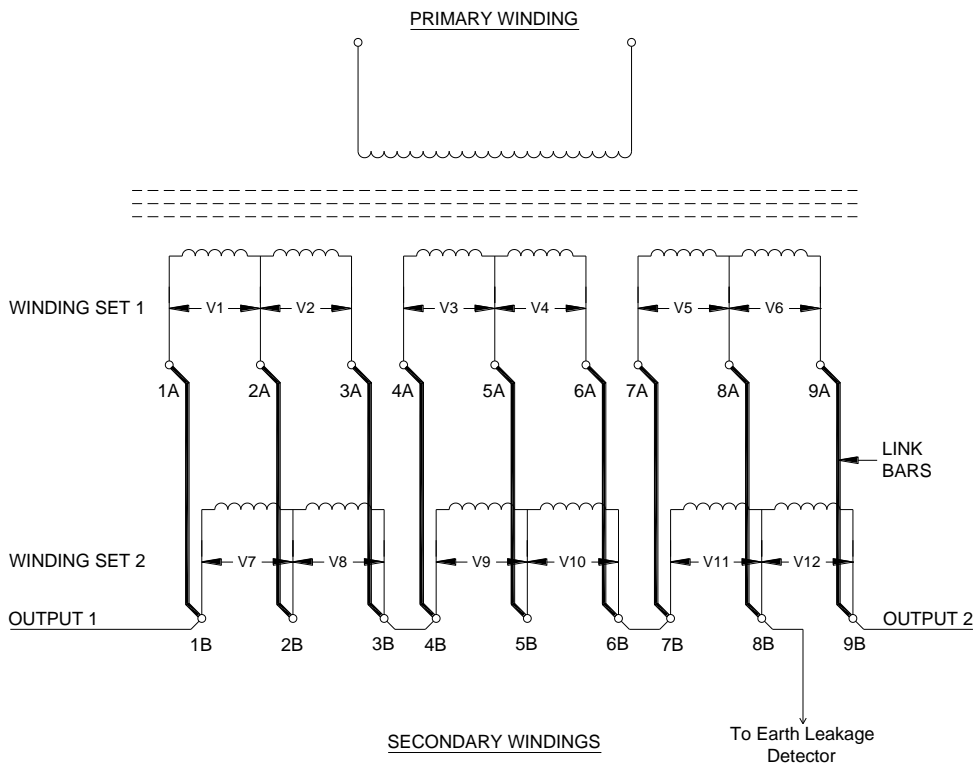 PRIMARY WINDING
WINDING SET 1
V1
V2
V3
V4
V5
V6
1A
2A
3A
4A
5A
6A
7A
8A
9A
LINK
BARS
WINDING SET 2
V7
V8
V9
V10
V11
V12
OUTPUT 1
OUTPUT 2
1B
2B
3B
4B
5B
6B
7B
8B
9B
SECONDARY WINDINGS
To Earth Leakage
Detector